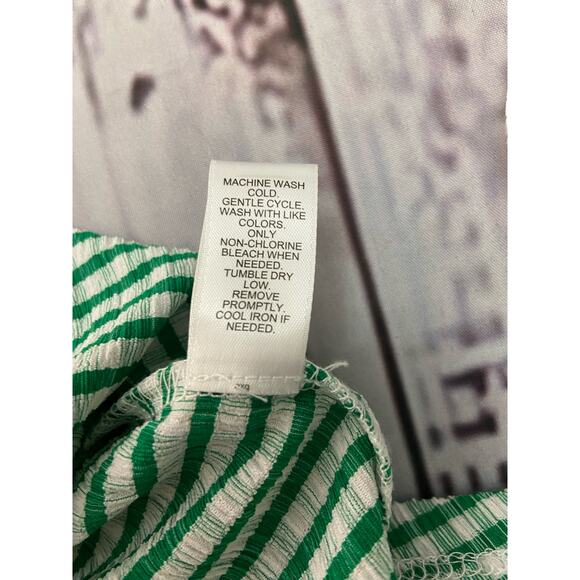 MACHINE WASH
COLD.
GENTLE CYCLE.
WASH WITH LIKE
COLORS.
ONLY
NON-CHLORINE
BLEACH WHEN
NEEDED.
TUMBLE DRY
LOW.
REMOVE
PROMPTLY.
COOL IRON IF
NEEDED.